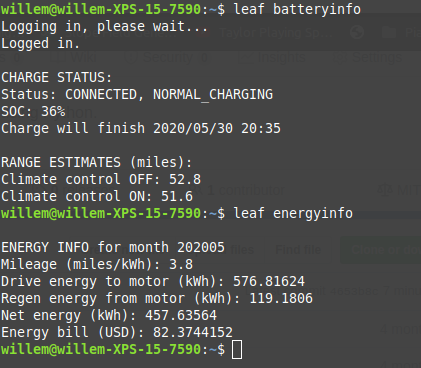 willem@willem-XPS-15-7590:~$ leaf batteryinfo
Logging in, please wait...
Logged in.
CHARGE STATUS:
Status: CONNECTED, NORMAL_CHARGING
SOC: 36%
Charge will finish 2020/05/30 20:35
RANGE ESTIMATES (miles):
Climate control OFF: 52.8
Climate control ON: 51.6
willem@willem-XPS-15-7590:~$ leaf energyinfo
ENERGY INFO for month 202005
Mileage (miles/kWh): 3.8
Drive energy to motor (kWh): 576.81624
Regen energy from motor (kWh): 119.1806
Net energy (kWh): 457.63564
Energy bill (USD): 82.3744152
willem@willem-XPS-15-7590:~$